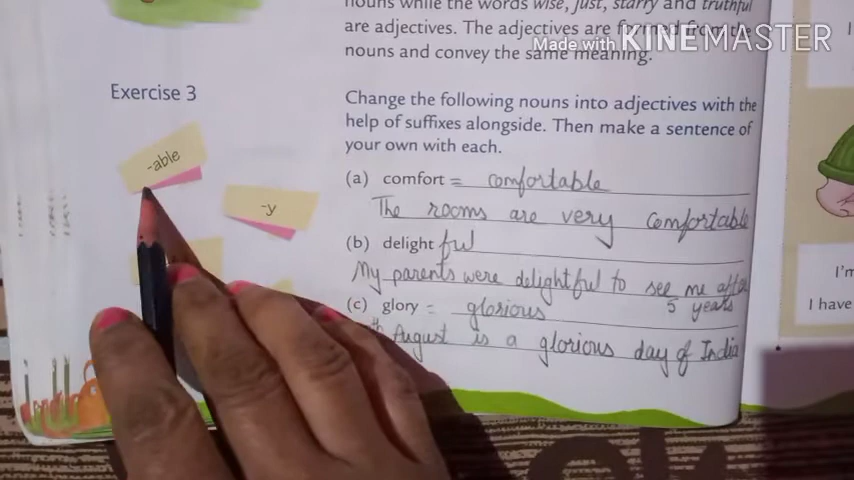 nouns while the words wise, just, starry and truthful
are adjectives. The adjectives are formed from the
nouns and convey the same meaning.
Made with KINEMASTER
Exercise 3
Change the following nouns into adjectives with the
help of suffixes alongside. Then make a sentence of
your own with each.
-able
-y
(a) comfort = comfortable
The rooms are very comfortable
(b) delight ful
My parents were delightful to see me after
5 years
(c) glory = glorious
th August is a glorious day of India
I'm
I have